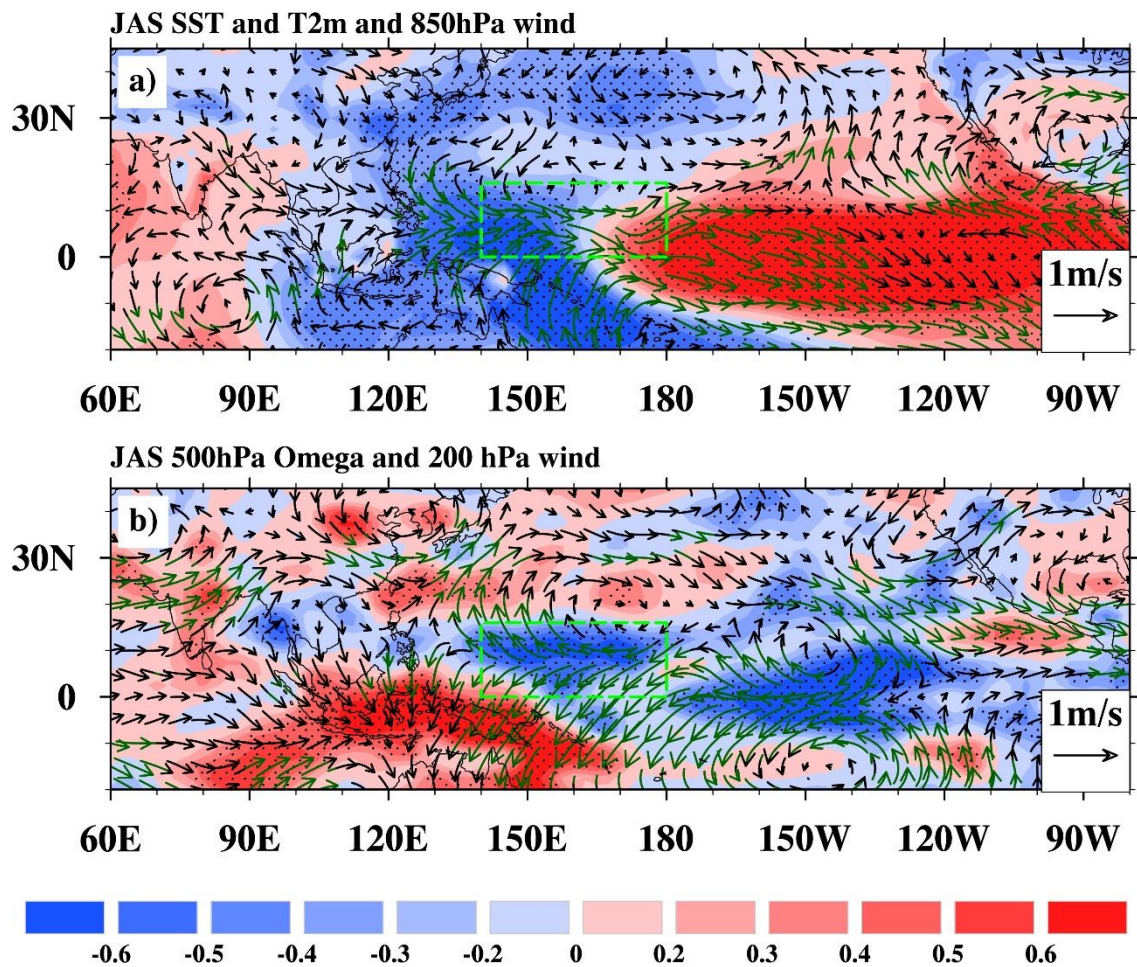 JAS SST and T2m and 850hPa wind
a)
30N
0
1m/s
60E 90E 120E 150E 180 150W 120W 90W
JAS 500hPa Omega and 200 hPa wind
b)
30N
0
1m/s
60E 90E 120E 150E 180 150W 120W 90W
-0.6 -0.5 -0.4 -0.3 -0.2 0 0.2 0.3 0.4 0.5 0.6